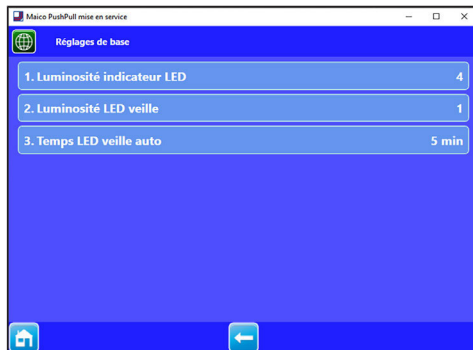 Maico PushPull mise en service
Réglages de base
1. Luminosité indicateur LED 4
2. Luminosité LED veille 1
3. Temps LED veille auto 5 min